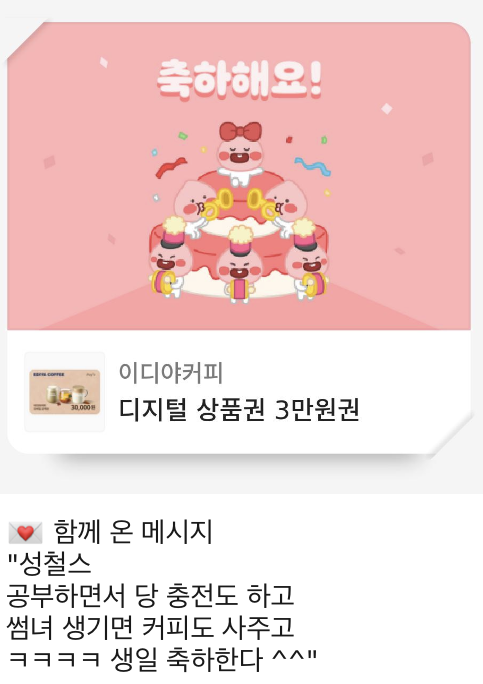 축하해요!
EDIYA COFFEE
30,000원
이디야커피
디지털 상품권 3만원권
함께 온 메시지
"성철스
공부하면서 당 충전도 하고
썸녀 생기면 커피도 사주고
ㅋㅋㅋㅋ 생일 축하한다 ^^"